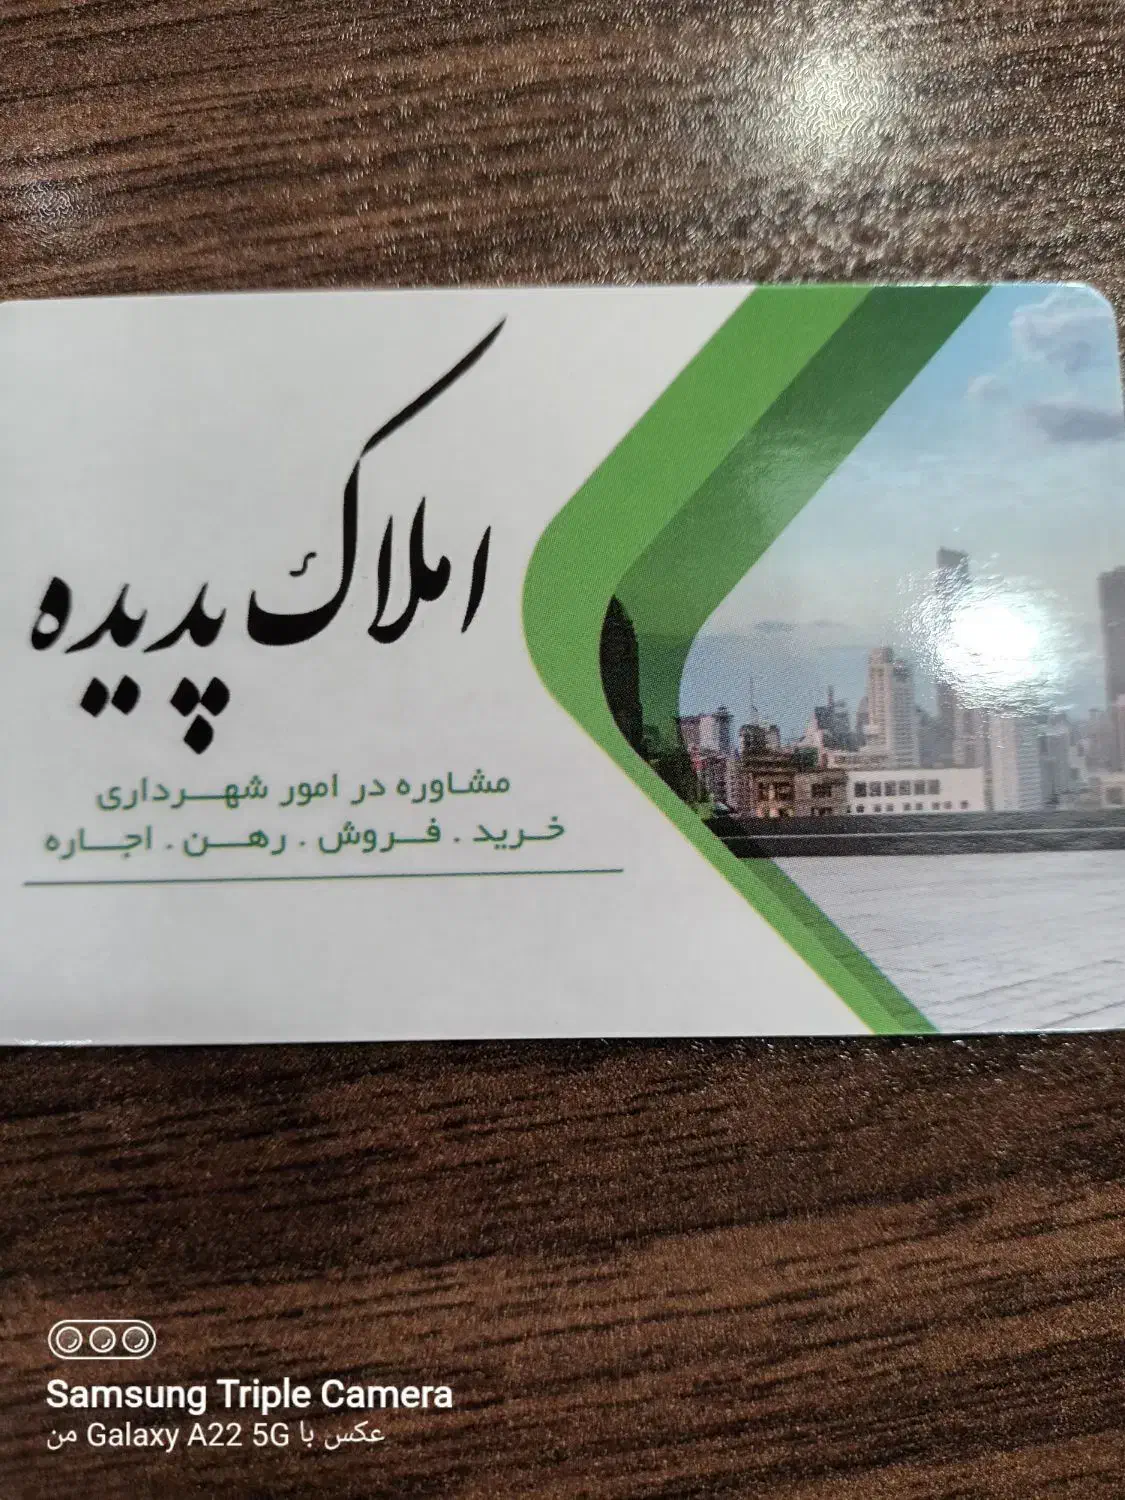 املاک پدیده
مشاوره در امور شهرداری
خرید . فروش . رهن . اجاره
Samsung Triple Camera
عکس با Galaxy A22 5G من